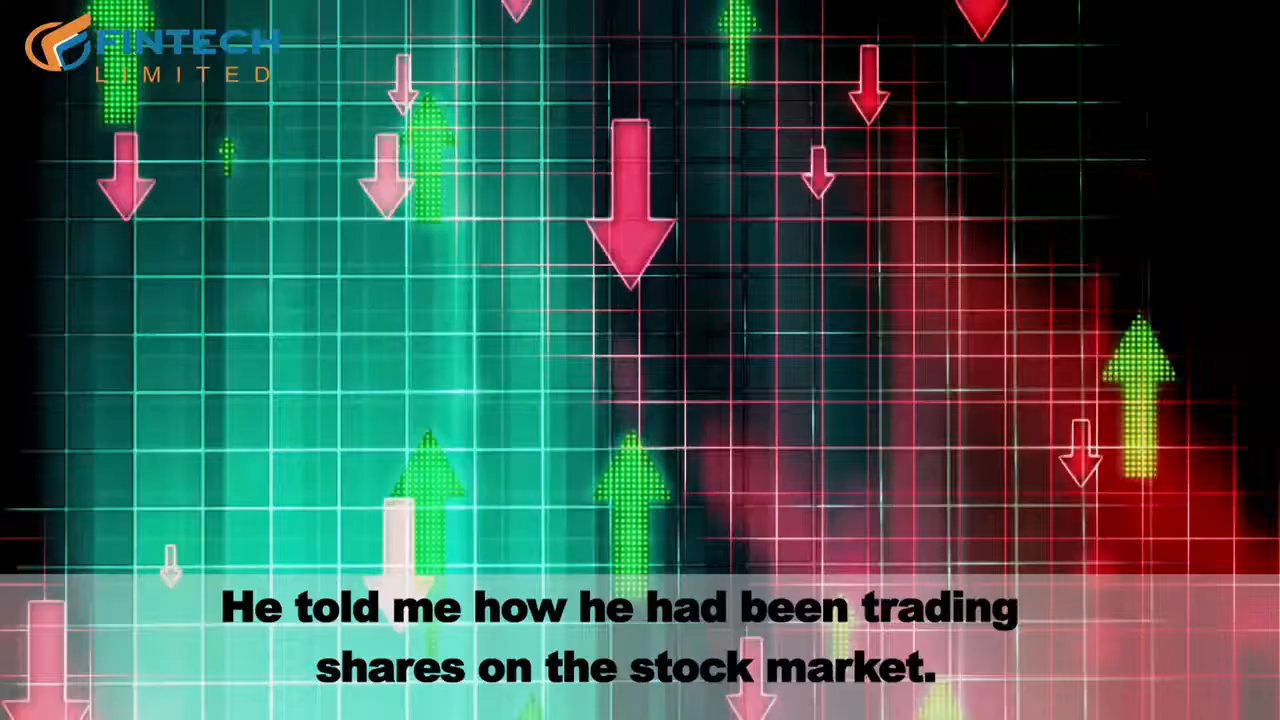 FINTECH
LIMITED
He told me how he had been trading
shares on the stock market.